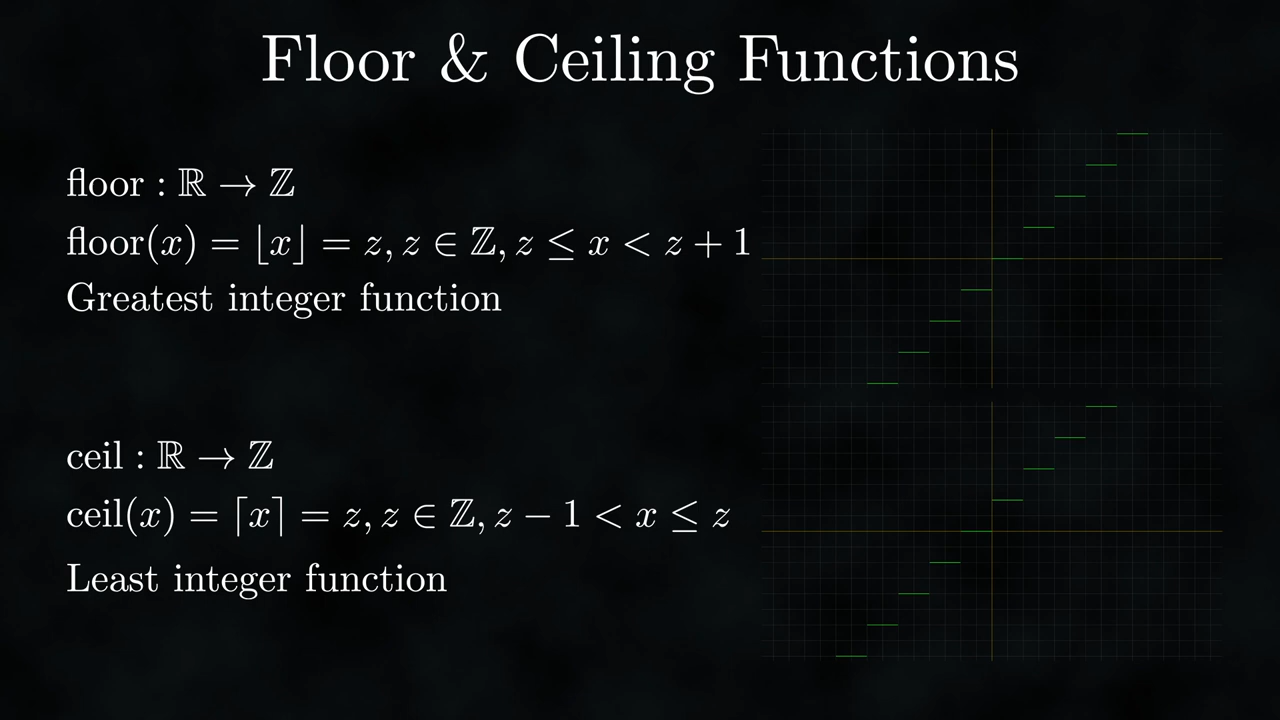 Floor & Ceiling Functions
floor : ℝ → ℤ
floor(x) = ⌊x⌋ = z, z ∈ ℤ, z ≤ x < z + 1
Greatest integer function
ceil : ℝ → ℤ
ceil(x) = ⌈x⌉ = z, z ∈ ℤ, z − 1 < x ≤ z
Least integer function